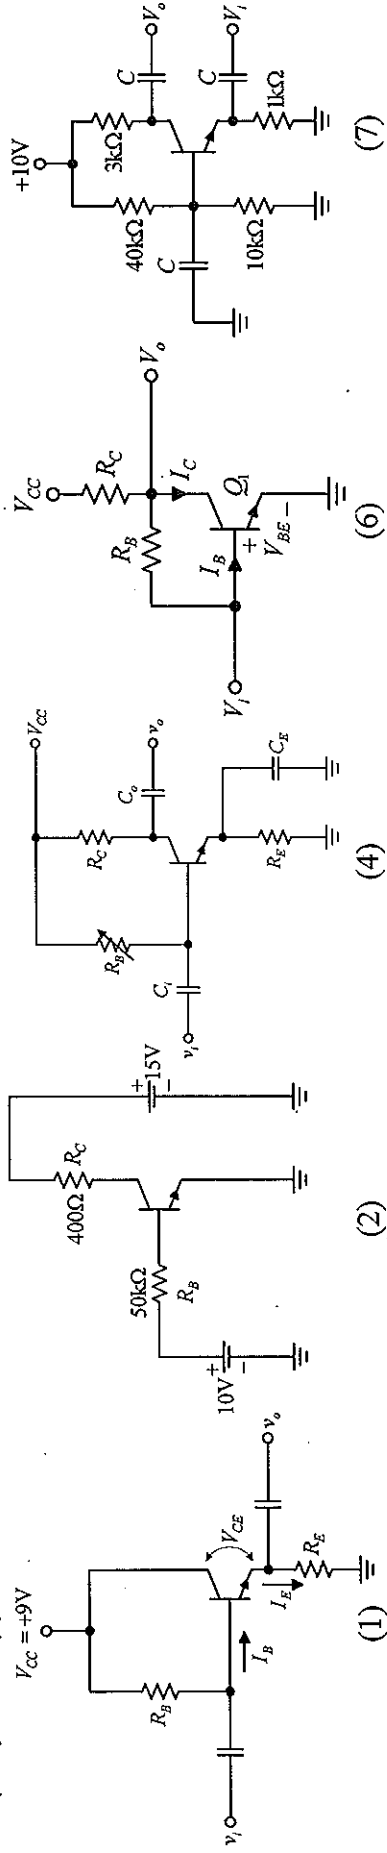 V_CC = +9V
R_B
V_CE
I_B
I_E
R_E
v_i
v_o
(1)
400Ω
R_C
+
15V
−
50kΩ
R_B
10V
+
−
(2)
V_CC
R_B
R_C
C_o
v_o
C_i
v_i
R_E
C_E
(4)
V_CC
R_C
R_B
V_o
I_C
I_B
Q_1
+
V_BE
−
V_i
(6)
+10V
3kΩ
C
V_o
40kΩ
C
C
V_i
10kΩ
1kΩ
(7)